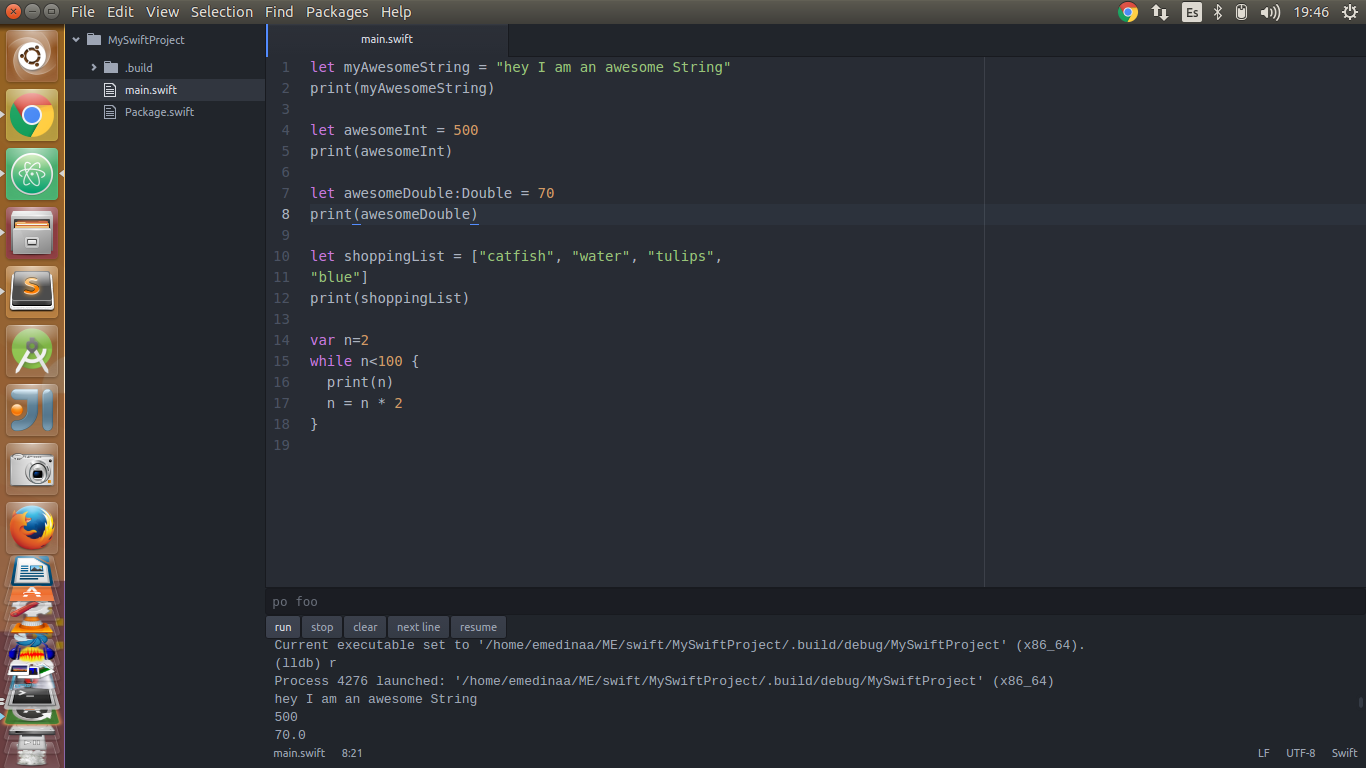 File Edit View Selection Find Packages Help
Es
19:46
MySwiftProject
.build
main.swift
Package.swift
main.swift
1 let myAwesomeString = "hey I am an awesome String"
2 print(myAwesomeString)
3
4 let awesomeInt = 500
5 print(awesomeInt)
6
7 let awesomeDouble:Double = 70
8 print(awesomeDouble)
9
10 let shoppingList = ["catfish", "water", "tulips",
11 "blue"]
12 print(shoppingList)
13
14 var n=2
15 while n<100 {
16 print(n)
17 n = n * 2
18 }
19
po foo
run stop clear next line resume
Current executable set to '/home/emedinaa/ME/swift/MySwiftProject/.build/debug/MySwiftProject' (x86_64).
(lldb) r
Process 4276 launched: '/home/emedinaa/ME/swift/MySwiftProject/.build/debug/MySwiftProject' (x86_64)
hey I am an awesome String
500
70.0
main.swift 8:21 LF UTF-8 Swift